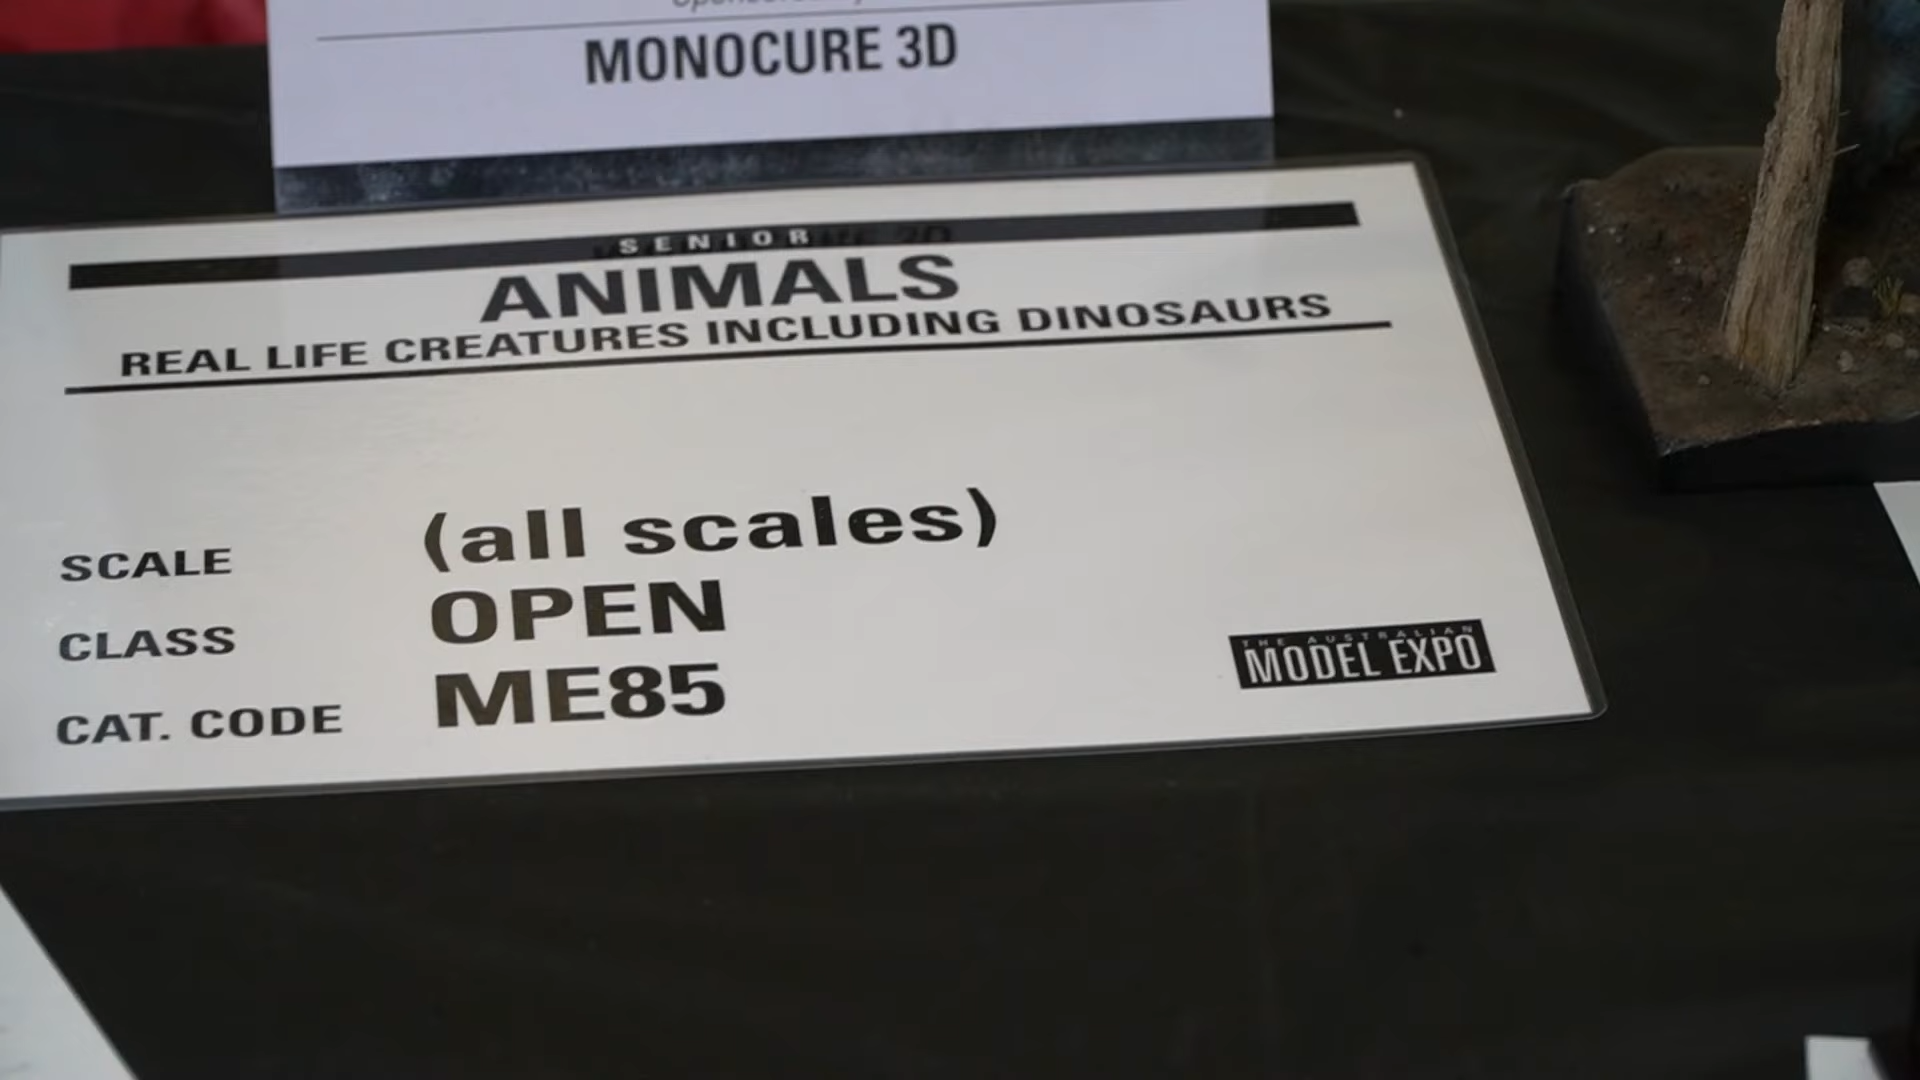 MONOCURE 3D
SENIOR
ANIMALS
REAL LIFE CREATURES INCLUDING DINOSAURS
SCALE (all scales)
CLASS OPEN
CAT. CODE ME85
THE AUSTRALIAN
MODEL EXPO